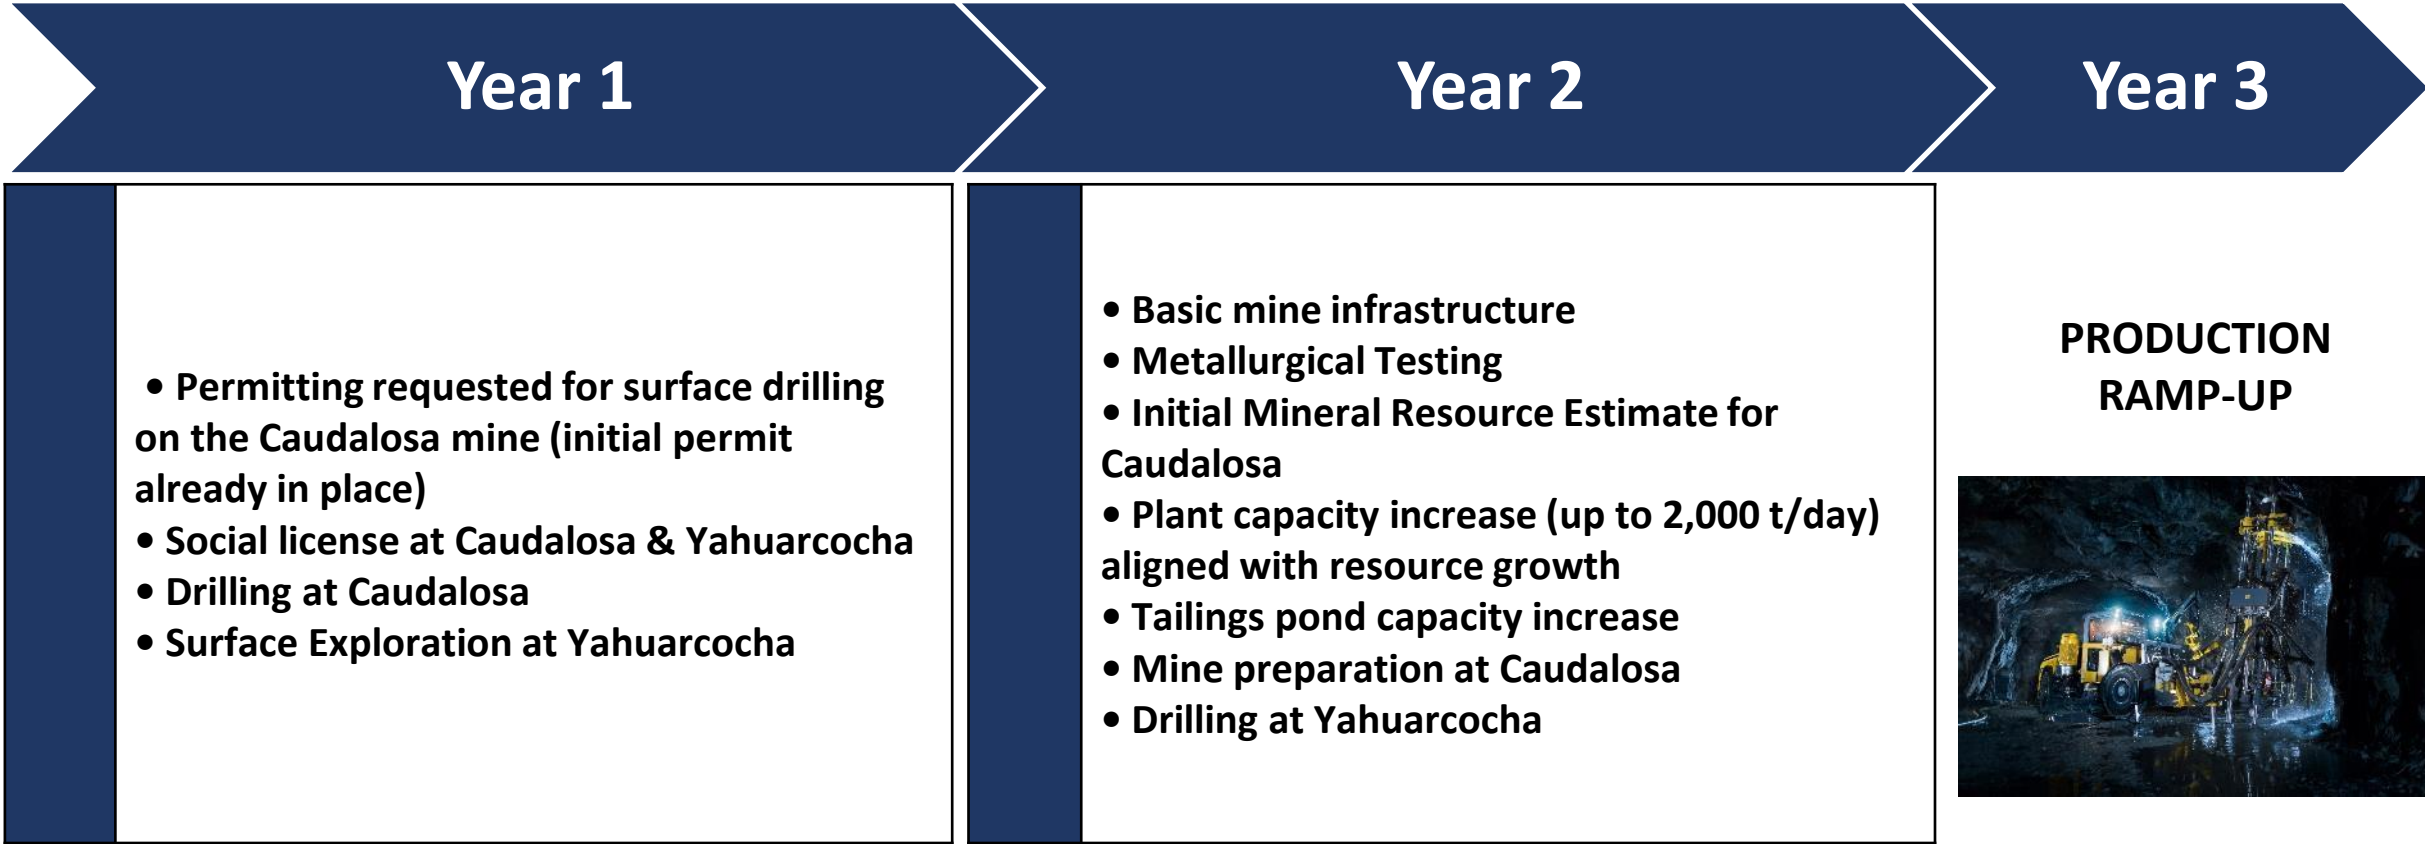 Year 1
Year 2
Year 3
• Permitting requested for surface drilling
on the Caudalosa mine (initial permit
already in place)
• Social license at Caudalosa & Yahuarcocha
• Drilling at Caudalosa
• Surface Exploration at Yahuarcocha
• Basic mine infrastructure
• Metallurgical Testing
• Initial Mineral Resource Estimate for
Caudalosa
• Plant capacity increase (up to 2,000 t/day)
aligned with resource growth
• Tailings pond capacity increase
• Mine preparation at Caudalosa
• Drilling at Yahuarcocha
PRODUCTION
RAMP-UP